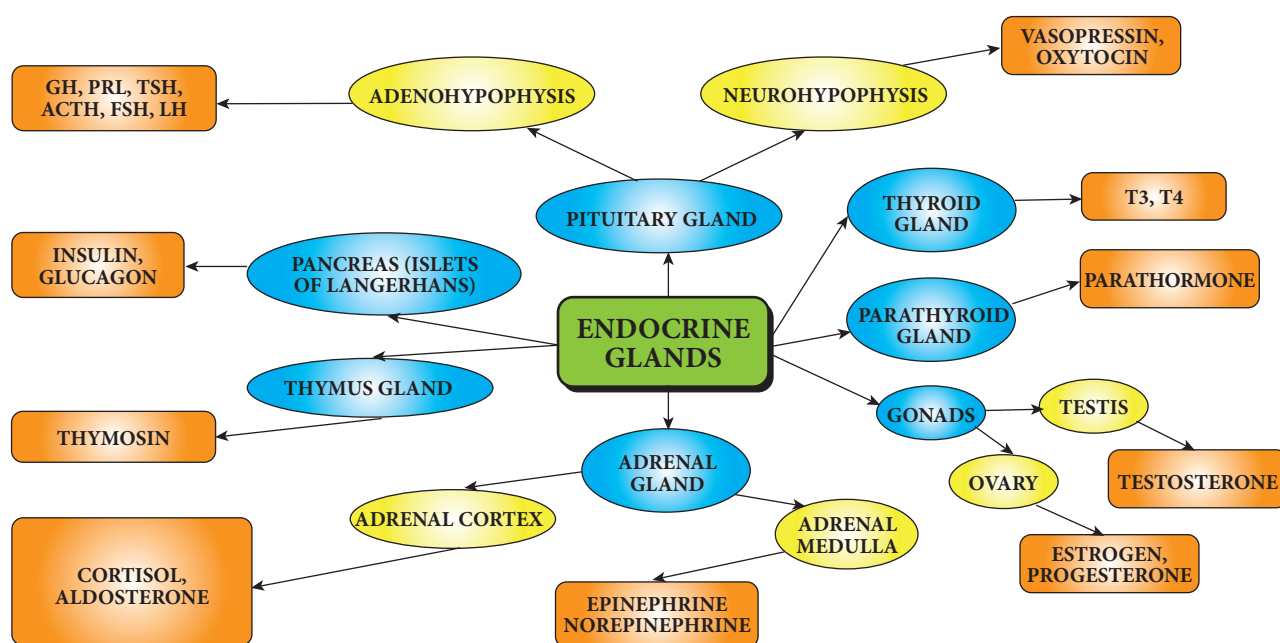 VASOPRESSIN,
OXYTOCIN
GH, PRL, TSH,
ACTH, FSH, LH
ADENOHYPOPHYSIS
NEUROHYPOPHYSIS
PITUITARY GLAND
THYROID
GLAND
T3, T4
INSULIN,
GLUCAGON
PANCREAS (ISLETS
OF LANGERHANS)
PARATHYROID
GLAND
PARATHORMONE
ENDOCRINE
GLANDS
THYMUS GLAND
THYMOSIN
GONADS
TESTIS
TESTOSTERONE
OVARY
ESTROGEN,
PROGESTERONE
ADRENAL
GLAND
ADRENAL CORTEX
ADRENAL
MEDULLA
CORTISOL,
ALDOSTERONE
EPINEPHRINE
NOREPINEPHRINE